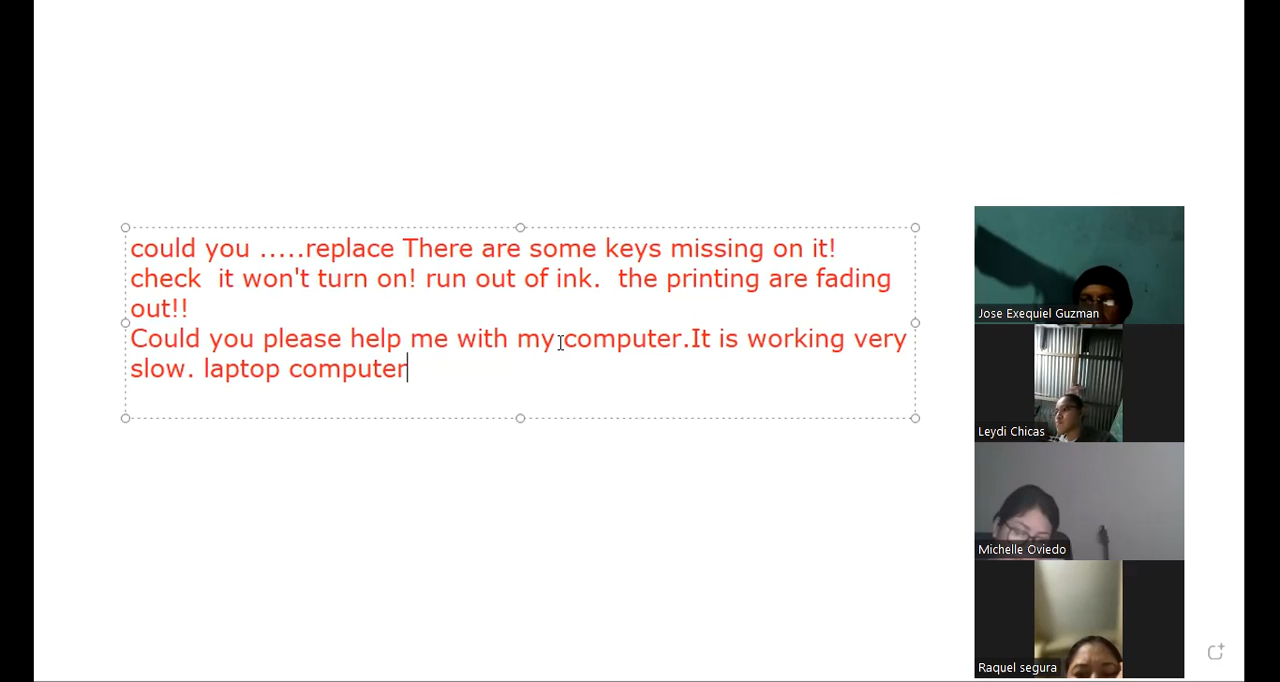 could you .....replace There are some keys missing on it!
check  it won't turn on! run out of ink.  the printing are fading
out!!
Could you please help me with my computer.It is working very
slow. laptop computer
Jose Exequiel Guzman
Leydi Chicas
Michelle Oviedo
Raquel segura